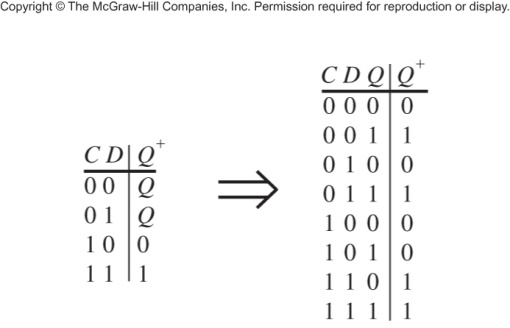 Copyright © The McGraw-Hill Companies, Inc. Permission required for reproduction or display.
C D Q⁺
0 0 Q
0 1 Q
1 0 0
1 1 1
C D Q Q⁺
0 0 0 0
0 0 1 1
0 1 0 0
0 1 1 1
1 0 0 0
1 0 1 0
1 1 0 1
1 1 1 1